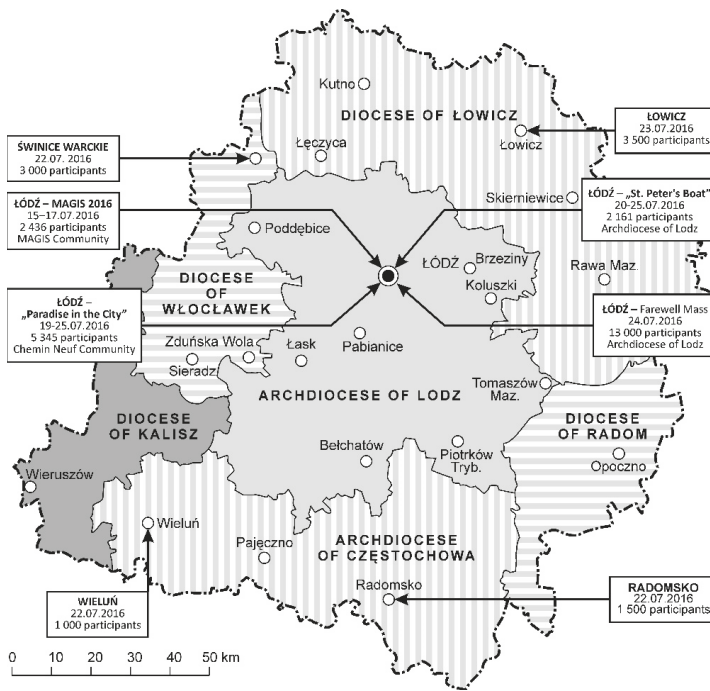 Kutno
DIOCESE OF ŁOWICZ
Łowicz
Łęczyca
ŁOWICZ
23.07.2016
3 500 participants
ŚWINICE WARCKIE
22.07. 2016
3 000 participants
ŁÓDŹ – MAGIS 2016
15–17.07.2016
2 436 participants
MAGIS Community
Skierniewice
ŁÓDŹ – „St. Peter's Boat”
20-25.07.2016
2 161 participants
Archdiocese of Lodz
Poddębice
ŁÓDŹ
Brzeziny
Koluszki
Rawa Maz.
DIOCESE
OF
WŁOCŁAWEK
ŁÓDŹ –
„Paradise in the City”
19-25.07.2016
5 345 participants
Chemin Neuf Community
ŁÓDŹ – Farewell Mass
24.07.2016
13 000 participants
Archdiocese of Lodz
Zduńska Wola
Sieradz
Łask
Pabianice
ARCHDIOCESE OF LODZ
Tomaszów
Maz.
DIOCESE
OF KALISZ
DIOCESE
OF RADOM
Opoczno
Bełchatów
Piotrków
Tryb.
Wieruszów
Wieluń
Pajęczno
ARCHDIOCESE
OF CZĘSTOCHOWA
Radomsko
WIELUŃ
22.07.2016
1 000 participants
RADOMSKO
22.07.2016
1 500 participants
0 10 20 30 40 50 km